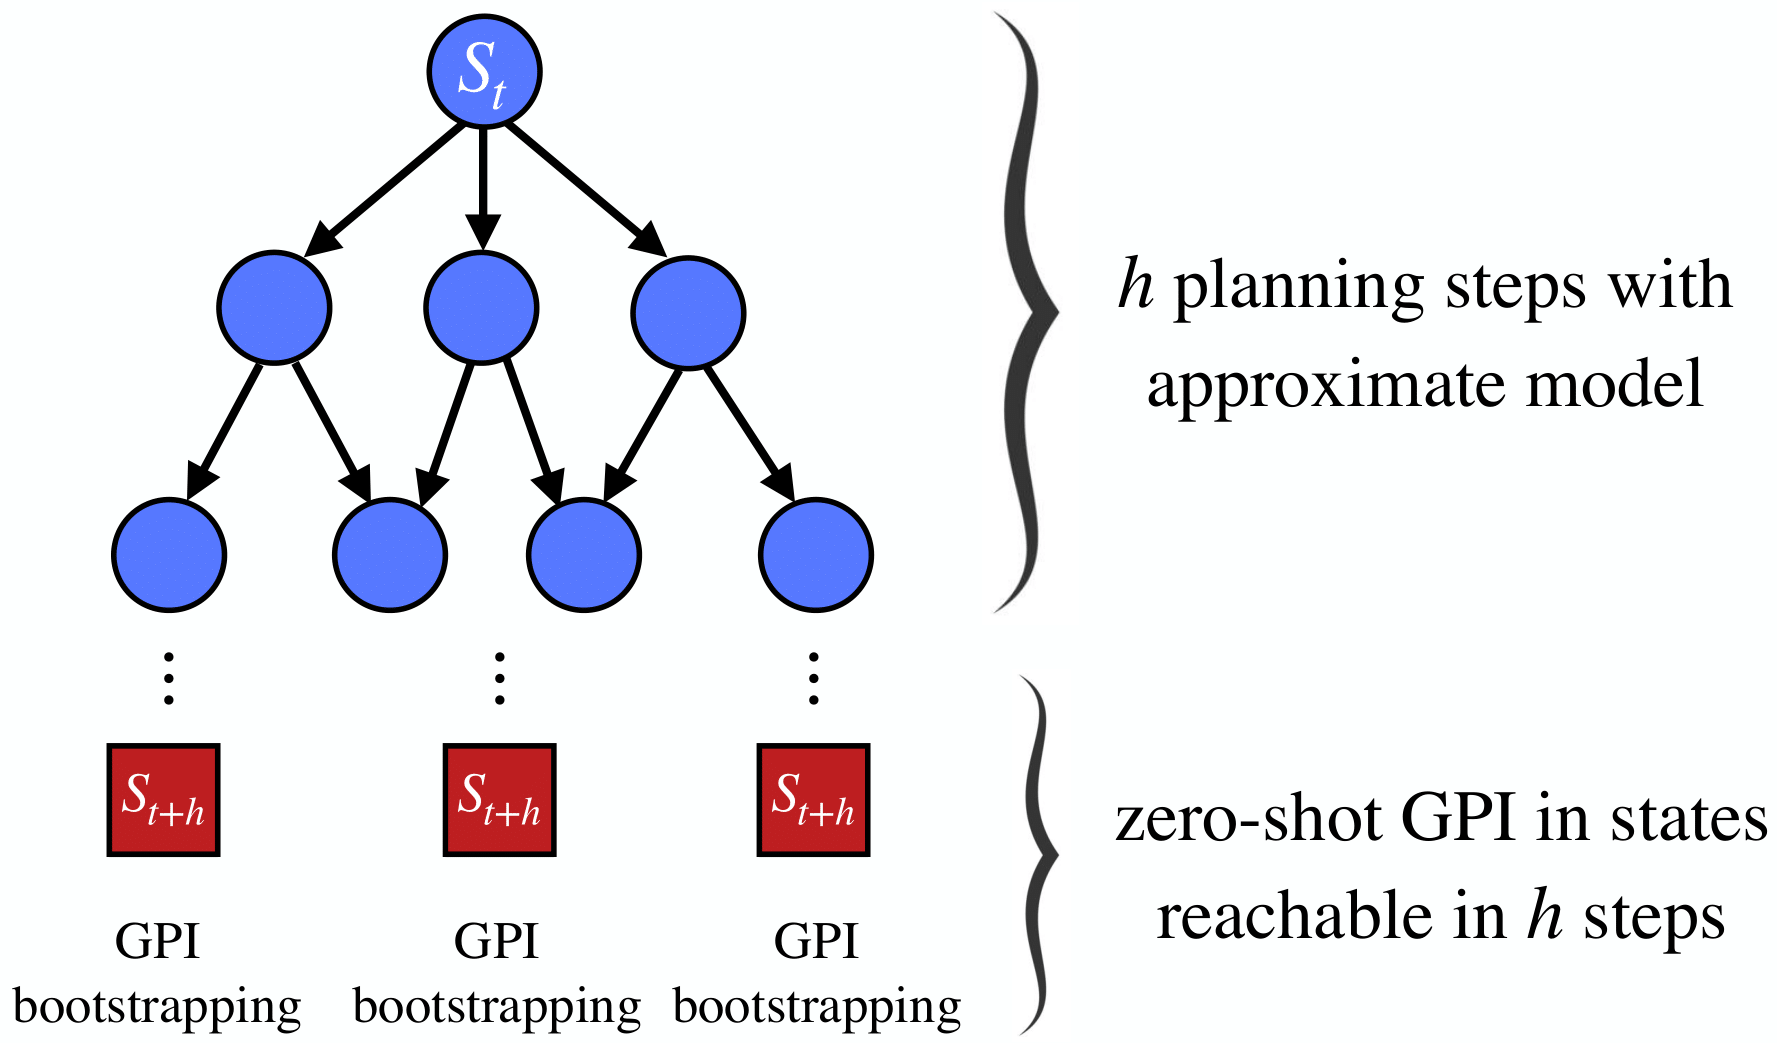 S_t
h planning steps with
approximate model
⋮ ⋮ ⋮
S_{t+h} S_{t+h} S_{t+h}
zero-shot GPI in states
reachable in h steps
GPI GPI GPI
bootstrapping bootstrapping bootstrapping